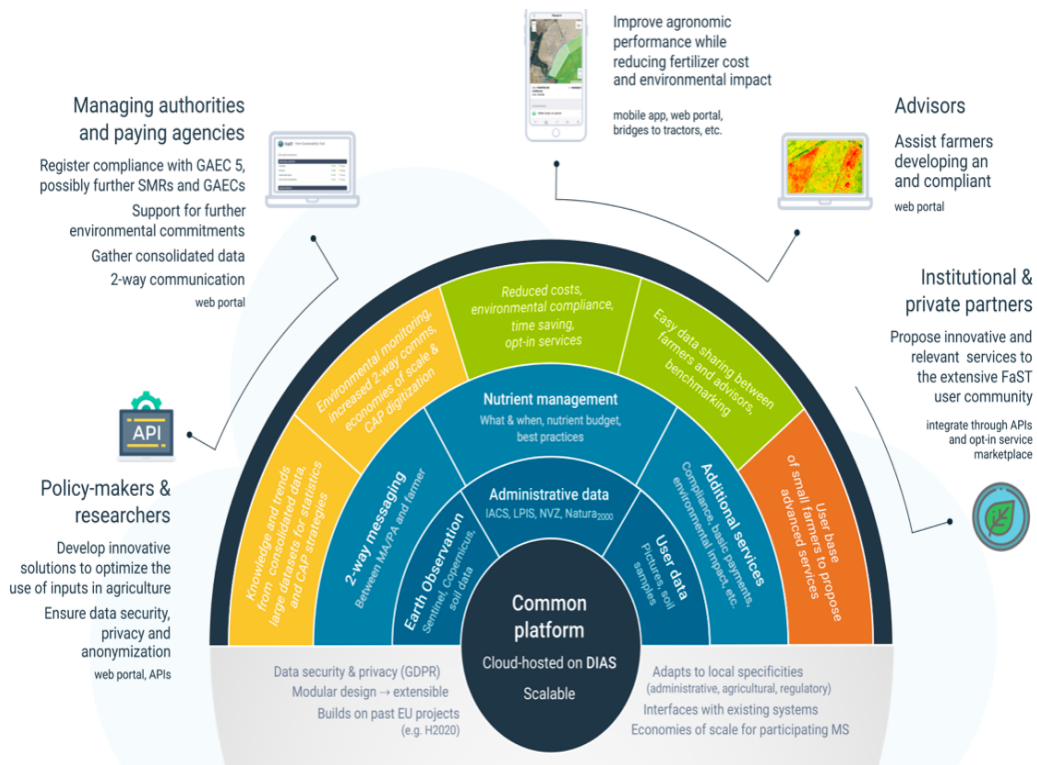 Improve agronomic
performance while
reducing fertilizer cost
and environmental impact
mobile app, web portal,
bridges to tractors, etc.
Managing authorities
and paying agencies
Register compliance with GAEC 5,
possibly further SMRs and GAECs
Support for further
environmental commitments
Gather consolidated data
2-way communication
web portal
Advisors
Assist farmers
developing an
and compliant
web portal
Institutional &
private partners
Propose innovative and
relevant services to
the extensive FaST
user community
integrate through APIs
and opt-in service
marketplace
API
Policy-makers &
researchers
Develop innovative
solutions to optimize the
use of inputs in agriculture
Ensure data security,
privacy and
anonymization
web portal, APIs
Knowledge and trends
from consolidated data,
large datasets for statistics
and CAP strategies
Environmental monitoring,
increased 2-way comms,
economies of scale &
CAP digitization
Reduced costs,
environmental compliance,
time saving,
opt-in services
Easy data sharing between
farmers and advisors,
benchmarking
User base
of small farmers to propose
advanced services
2-way messaging
Between MA/PA and farmer
Nutrient management
What & when, nutrient budget,
best practices
Additional services
Compliance, basic payments,
environmental impact, etc.
Earth Observation
Sentinel, Copernicus,
soil data
Administrative data
IACS, LPIS, NVZ, Natura2000
User data
Pictures, soil
samples
Common
platform
Cloud-hosted on DIAS
Scalable
Data security & privacy (GDPR)
Modular design → extensible
Builds on past EU projects
(e.g. H2020)
Adapts to local specificities
(administrative, agricultural, regulatory)
Interfaces with existing systems
Economies of scale for participating MS